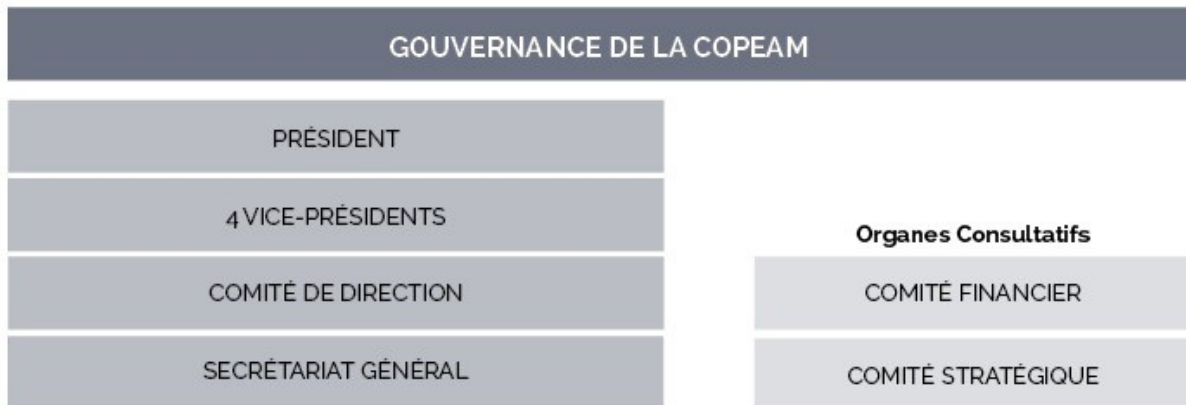 GOUVERNANCE DE LA COPEAM
PRÉSIDENT
4 VICE-PRÉSIDENTS
COMITÉ DE DIRECTION
SECRÉTARIAT GÉNÉRAL
Organes Consultatifs
COMITÉ FINANCIER
COMITÉ STRATÉGIQUE